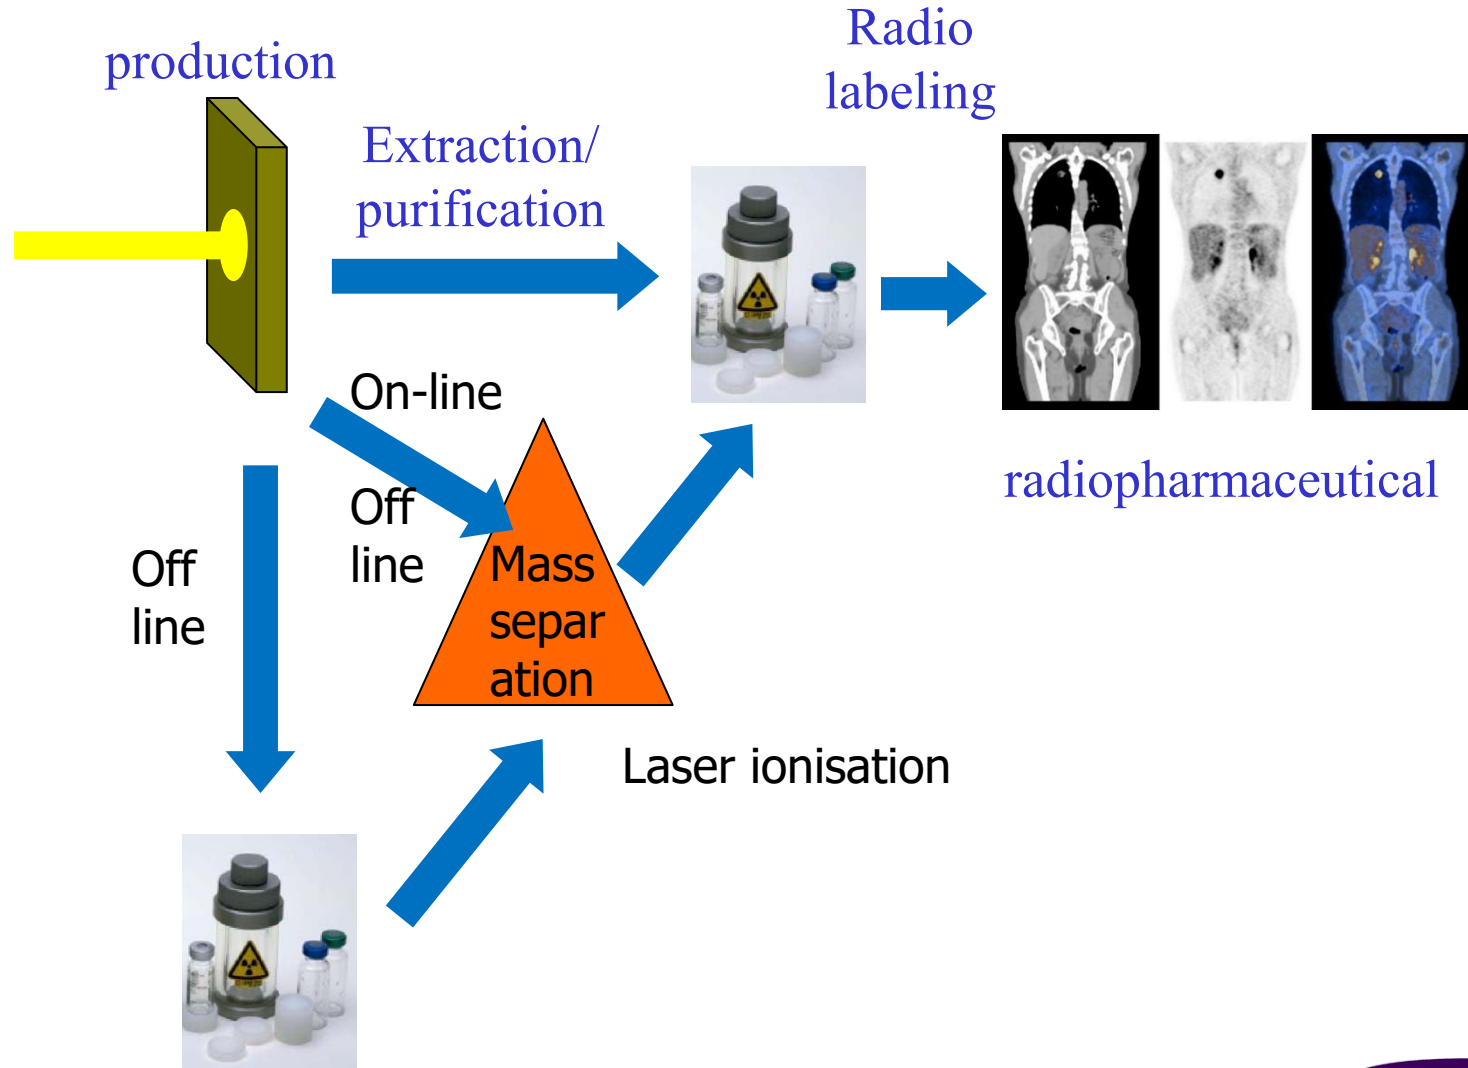 production
Extraction/
purification
Radio
labeling
On-line
Off
line
Off
line
Mass
separ
ation
Laser ionisation
radiopharmaceutical